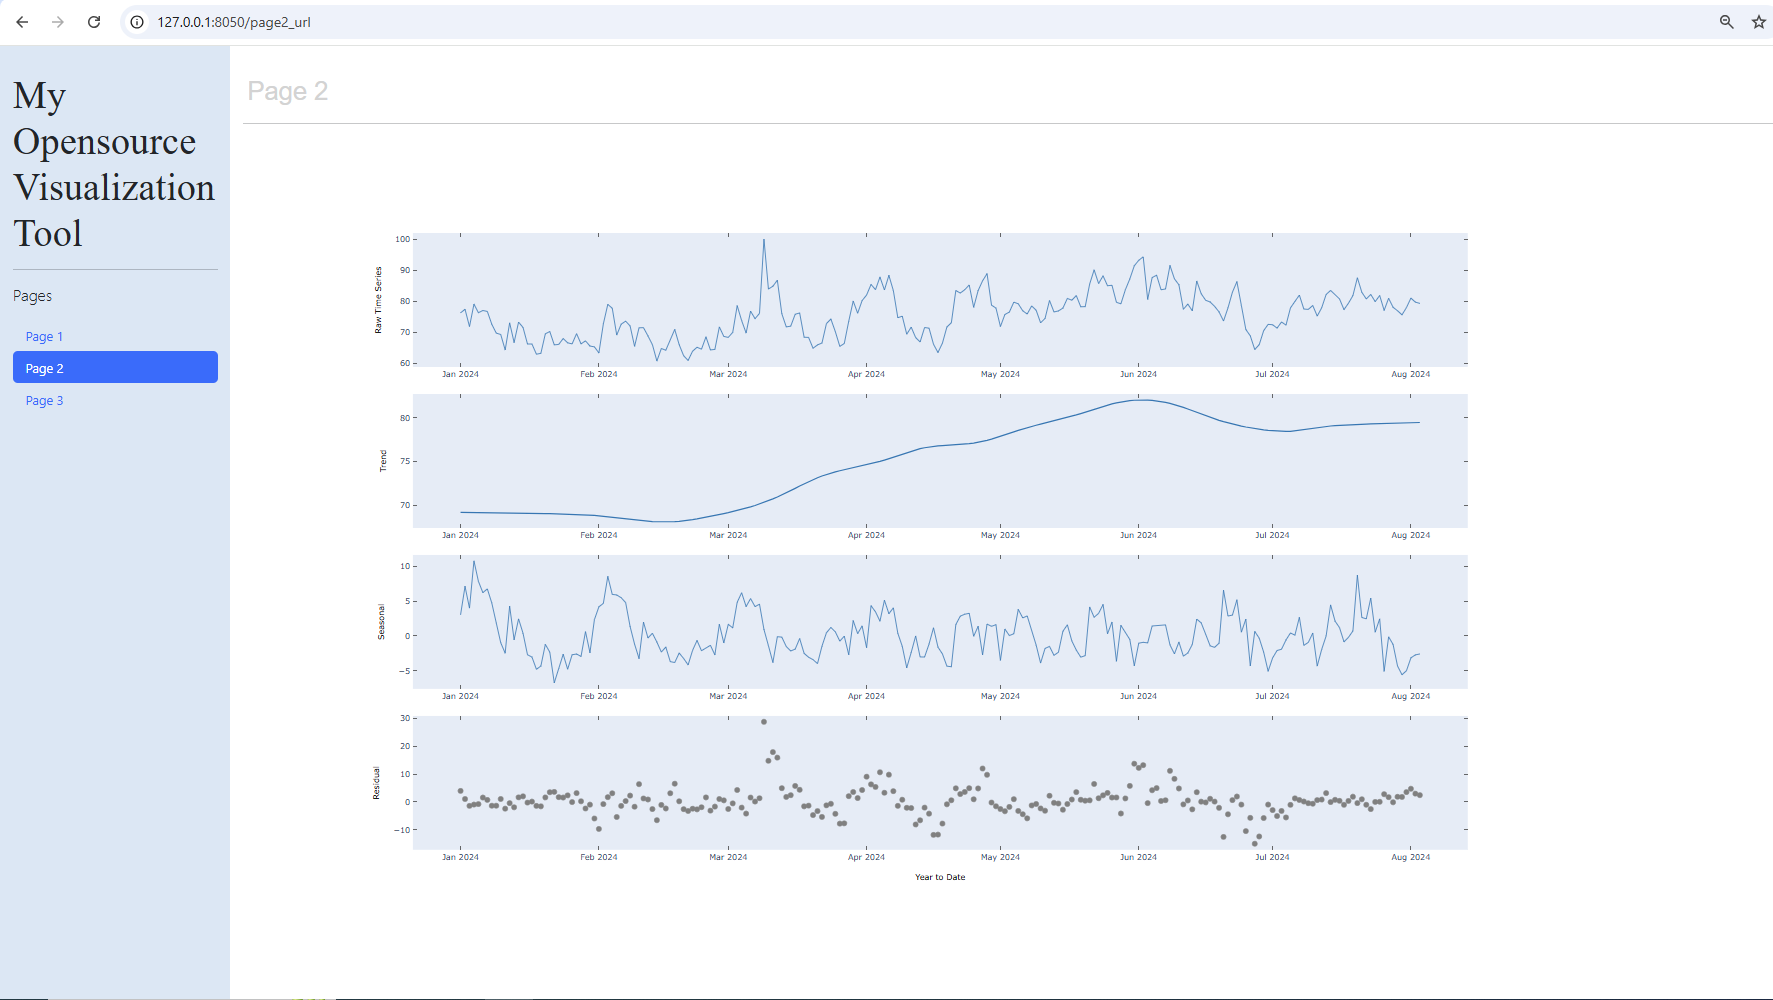 127.0.0.1:8050/page2_url
My
Opensource
Visualization
Tool
Pages
Page 1
Page 2
Page 3
Page 2
Raw Time Series
100
90
80
70
60
Jan 2024 Feb 2024 Mar 2024 Apr 2024 May 2024 Jun 2024 Jul 2024 Aug 2024
Trend
80
75
70
Jan 2024 Feb 2024 Mar 2024 Apr 2024 May 2024 Jun 2024 Jul 2024 Aug 2024
Seasonal
10
5
0
−5
Jan 2024 Feb 2024 Mar 2024 Apr 2024 May 2024 Jun 2024 Jul 2024 Aug 2024
Residual
30
20
10
0
−10
Jan 2024 Feb 2024 Mar 2024 Apr 2024 May 2024 Jun 2024 Jul 2024 Aug 2024
Year to Date